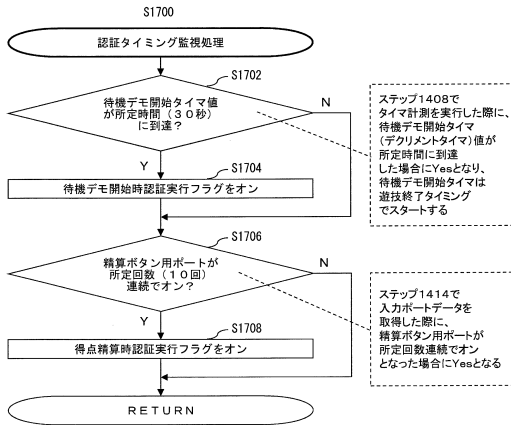 S1700
認証タイミング監視処理
S1702
待機デモ開始タイマ値
が所定時間（３０秒）
に到達？
N
Y
ステップ1408で
タイマ計測を実行した際に、
待機デモ開始タイマ
（デクリメントタイマ）値が
所定時間に到達
した場合にYesとなり、
待機デモ開始タイマは
遊技終了タイミング
でスタートする
S1704
待機デモ開始時認証実行フラグをオン
S1706
精算ボタン用ポートが
所定回数（１０回）
連続でオン？
N
Y
ステップ1414で
入力ポートデータを
取得した際に、
精算ボタン用ポートが
所定回数連続でオン
となった場合にYesとなる
S1708
得点精算時認証実行フラグをオン
ＲＥＴＵＲＮ